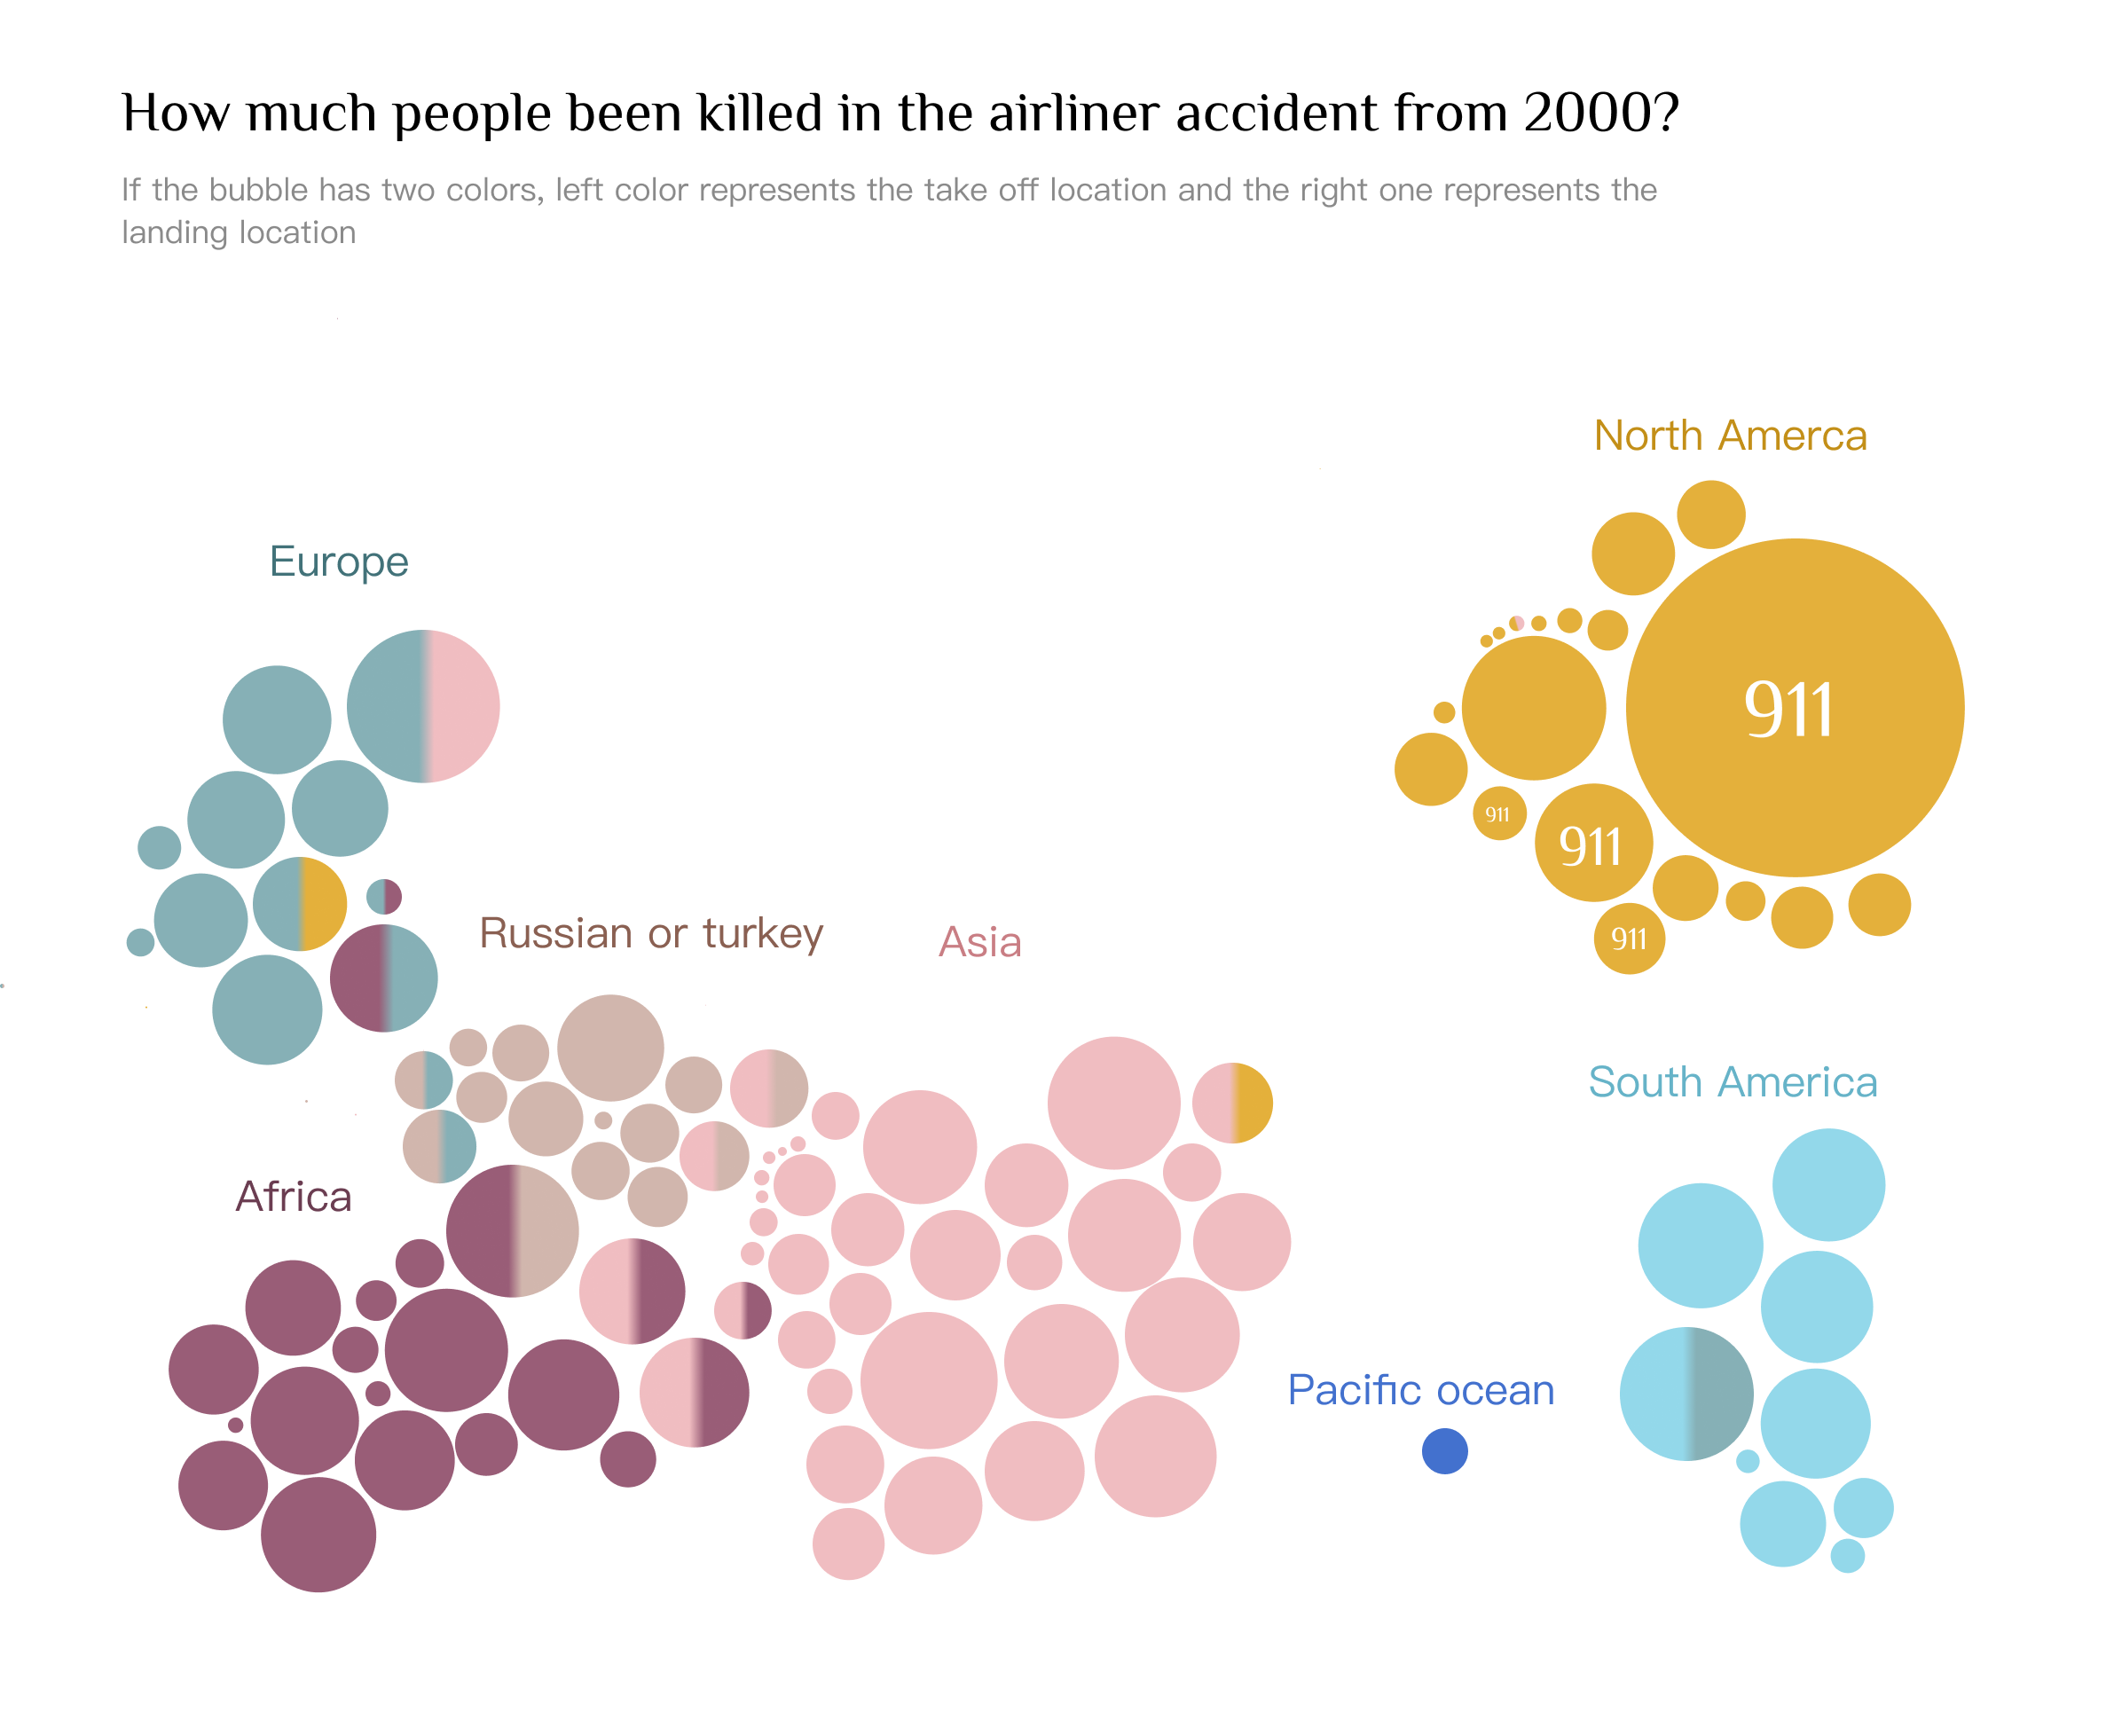 How much people been killed in the airliner accident from 2000?
If the bubble has two colors, left color represents the take off location and the right one represents the
landing location
North Amerca
Europe
911
911
911
Russian or turkey
Asia
911
South America
Africa
Pacific ocean